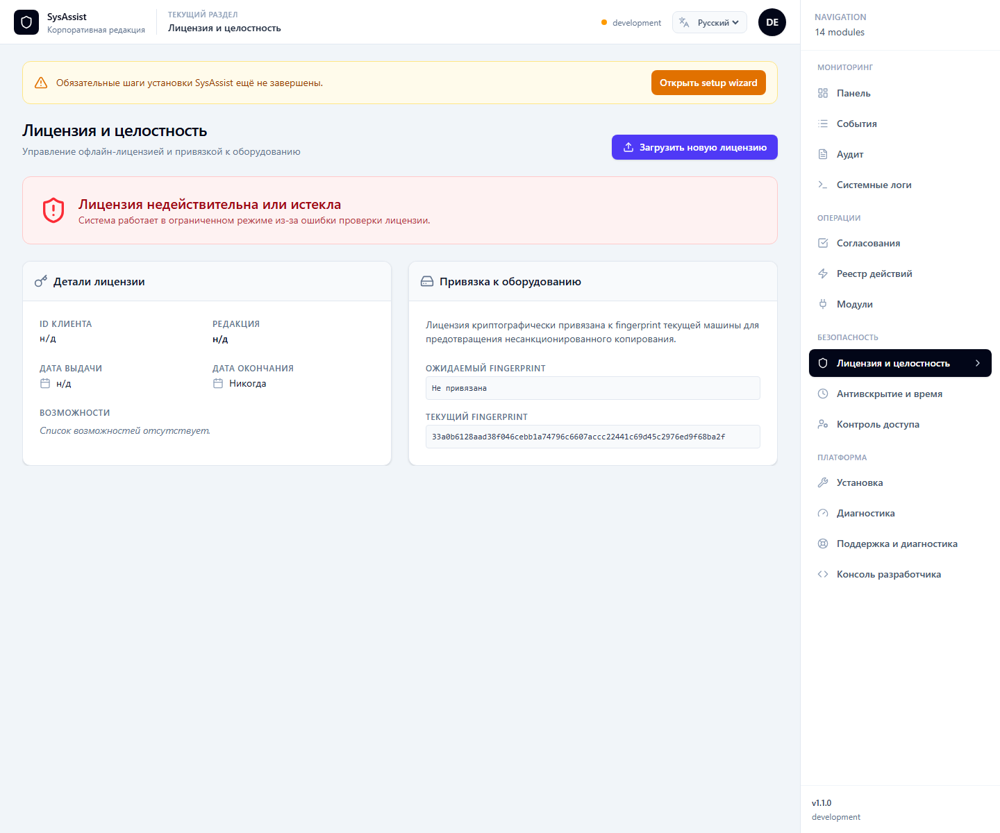 SysAssist
Корпоративная редакция
ТЕКУЩИЙ РАЗДЕЛ
Лицензия и целостность
development
Русский
DE
Обязательные шаги установки SysAssist ещё не завершены.
Открыть setup wizard
Лицензия и целостность
Управление офлайн-лицензией и привязкой к оборудованию
Загрузить новую лицензию
Лицензия недействительна или истекла
Система работает в ограниченном режиме из-за ошибки проверки лицензии.
Детали лицензии
ID КЛИЕНТА
н/д
РЕДАКЦИЯ
н/д
ДАТА ВЫДАЧИ
н/д
ДАТА ОКОНЧАНИЯ
Никогда
ВОЗМОЖНОСТИ
Список возможностей отсутствует.
Привязка к оборудованию
Лицензия криптографически привязана к fingerprint текущей машины для
предотвращения несанкционированного копирования.
ОЖИДАЕМЫЙ FINGERPRINT
Не привязана
ТЕКУЩИЙ FINGERPRINT
33a0b6128aad38f046cebb1a74796c6607accc22441c69d45c2976ed9f68ba2f
NAVIGATION
14 modules
МОНИТОРИНГ
Панель
События
Аудит
Системные логи
ОПЕРАЦИИ
Согласования
Реестр действий
Модули
БЕЗОПАСНОСТЬ
Лицензия и целостность
Антивскрытие и время
Контроль доступа
ПЛАТФОРМА
Установка
Диагностика
Поддержка и диагностика
Консоль разработчика
v1.1.0
development